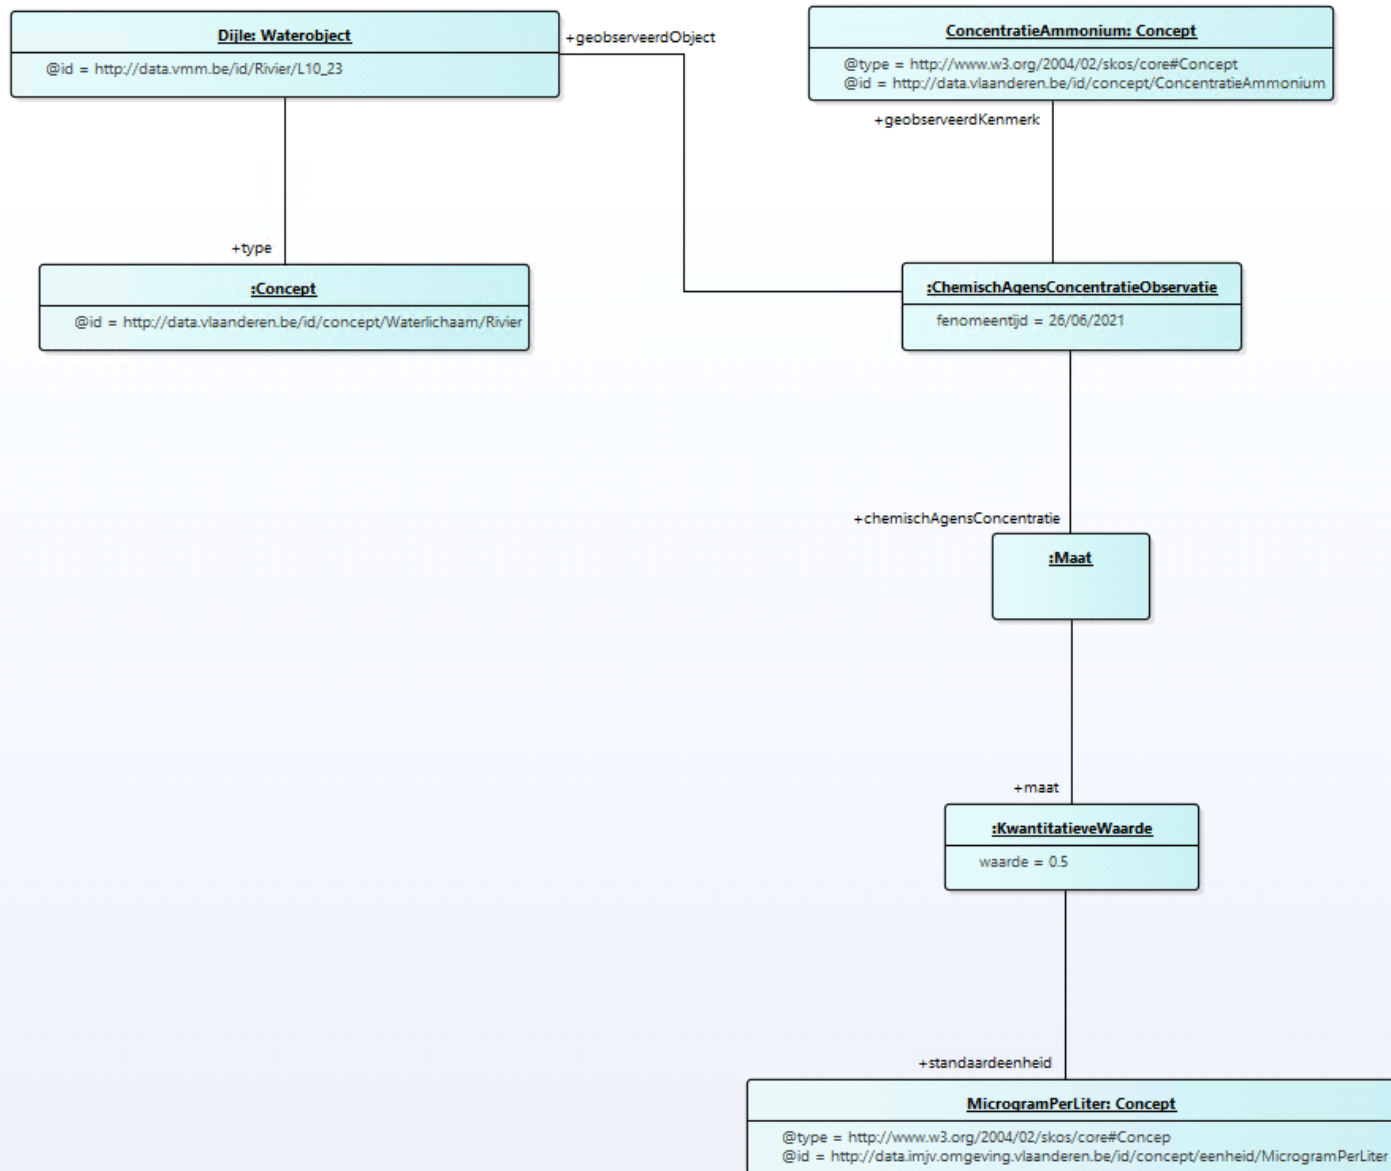 Dijle: Waterobject
@id = http://data.vmm.be/id/Rivier/L10_23
+geobserveerdObject
ConcentratieAmmonium: Concept
@type = http://www.w3.org/2004/02/skos/core#Concept
@id = http://data.vlaanderen.be/id/concept/ConcentratieAmmonium
+geobserveerdKenmerk
+type
:Concept
@id = http://data.vlaanderen.be/id/concept/Waterlichaam/Rivier
:ChemischAgensConcentratieObservatie
fenomeentijd = 26/06/2021
+chemischAgensConcentratie
:Maat
+maat
:KwantitatieveWaarde
waarde = 0.5
+standaardeenheid
MicrogramPerLiter: Concept
@type = http://www.w3.org/2004/02/skos/core#Concep
@id = http://data.imjv.omgeving.vlaanderen.be/id/concept/eenheid/MicrogramPerLiter